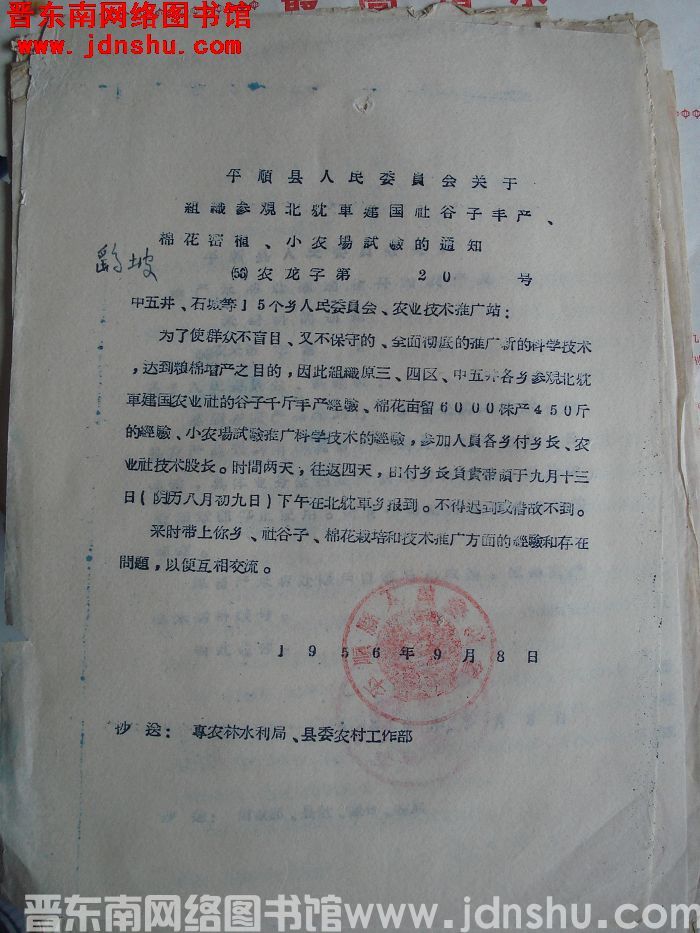 晋东南网络图书馆
www.jdnshu.com
平順县人民委員会关于
組織参观北耽車建国社谷子丰产、
棉花密植、小农場試験的通知
(56)农龙字第 20 号
中五井、石城等15个乡人民委員会、农业技术推广站:
为了使群众不盲目、又不保守的、全面彻底的推广新的科学技术
,达到粮棉增产之目的,因此組織原三、四区、中五井各乡参观北耽
車建国农业社的谷子千斤丰产經驗、棉花亩留6000株产450斤
的經驗、小农場試驗推广科学技术的經驗,参加人員各乡付乡长、农
业社技术股长。时間两天,往返四天,由付乡长負責带領于九月十三
日(阴历八月初九日)下午在北耽車乡报到。不得迟到或借故不到。
来时带上你乡、社谷子、棉花栽培和技术推广方面的經驗和存在
問題,以便互相交流。
1956年9月8日
抄送:專农林水利局、县委农村工作部
晋东南网络图书馆www.jdnshu.com